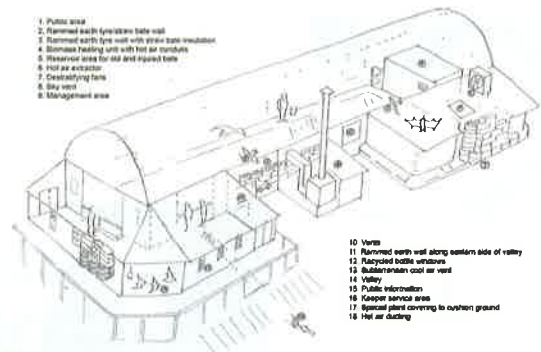 1. Public area
2. Rammed earth tyre/straw bale wall
3. Rammed earth tyre wall with straw bale insulation
4. Biomass heating unit with hot air conduits
5. Reservoir area for old and injured bats
6. Hot air extractor
7. Destratifying fans
8. Sky vent
9. Management area
10 Vents
11 Rammed earth wall along eastern side of valley
12 Recycled bottle windows
13 Subterranean cool air vent
14 Valley
15 Public information
16 Keeper service area
17 Special plant covering to cushion ground
18 Hot air ducting